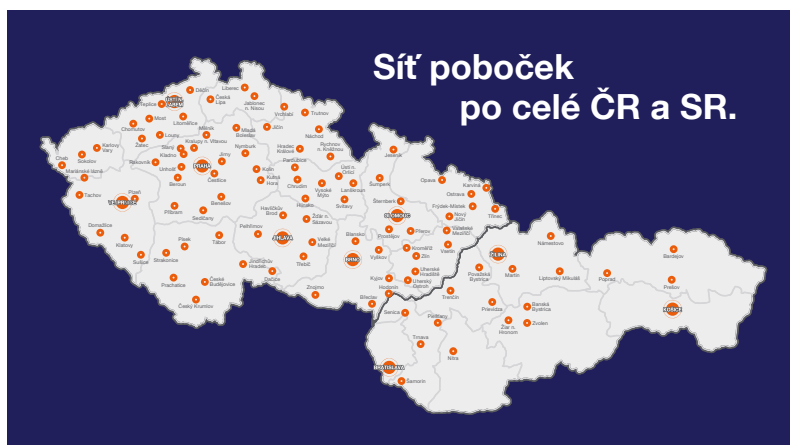 Síť poboček
po celé ČR a SR.
Děčín
Liberec
Teplice
ÚSTÍ N.
LABEM
Česká
Lípa
Jablonec
n. Nisou
Vrchlabí
Trutnov
Chomutov
Most
Litoměřice
Žatec
Louny
Mělník
Mladá
Boleslav
Jičín
Náchod
Karlovy
Vary
Cheb
Sokolov
Mariánské lázně
Rakovník
Slaný
Kladno
Kralupy n. Vltavou
Nymburk
Hradec
Králové
Rychnov
n. Kněžnou
Unhošť
PRAHA
Jirny
Kolín
Pardubice
Beroun
Čestlice
Kutná
Hora
Chrudim
Ústí n.
Orlicí
Jeseník
Tachov
Plzeň
Benešov
Vysoké
Mýto
Lanškroun
Šumperk
Opava
Karviná
Ostrava
Příbram
Sedlčany
Hlinsko
Svitavy
Šternberk
Frýdek-Místek
Domažlice
Havlíčkův
Brod
Žďár n.
Sázavou
OLOMOUC
Nový
Jičín
Třinec
Klatovy
Písek
Tábor
Pelhřimov
JIHLAVA
Velké
Meziříčí
Blansko
Prostějov
Přerov
Valašské
Meziříčí
Sušice
Strakonice
Jindřichův
Hradec
Třebíč
BRNO
Vyškov
Kroměříž
Zlín
Vsetín
Prachatice
České
Budějovice
Dačice
Znojmo
Kyjov
Uherské
Hradiště
Uherský
Ostroh
Český Krumlov
Břeclav
Hodonín
Námestovo
ŽILINA
Bardejov
Považská
Bystrica
Martin
Liptovský Mikuláš
Poprad
Prešov
Trenčín
Prievidza
Banská
Bystrica
Senica
Piešťany
Žiar n.
Hronom
Zvolen
KOŠICE
Trnava
Nitra
BRATISLAVA
Šamorín